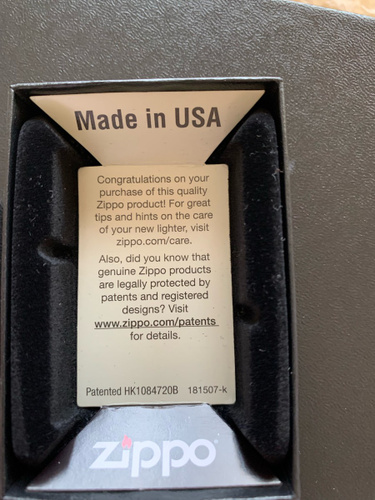 Made in USA
Congratulations on your
purchase of this quality
Zippo product! For great
tips and hints on the care
of your new lighter, visit
zippo.com/care.
Also, did you know that
genuine Zippo products
are legally protected by
patents and registered
designs? Visit
www.zippo.com/patents
for details.
Patented HK1084720B 181507-k
zippo